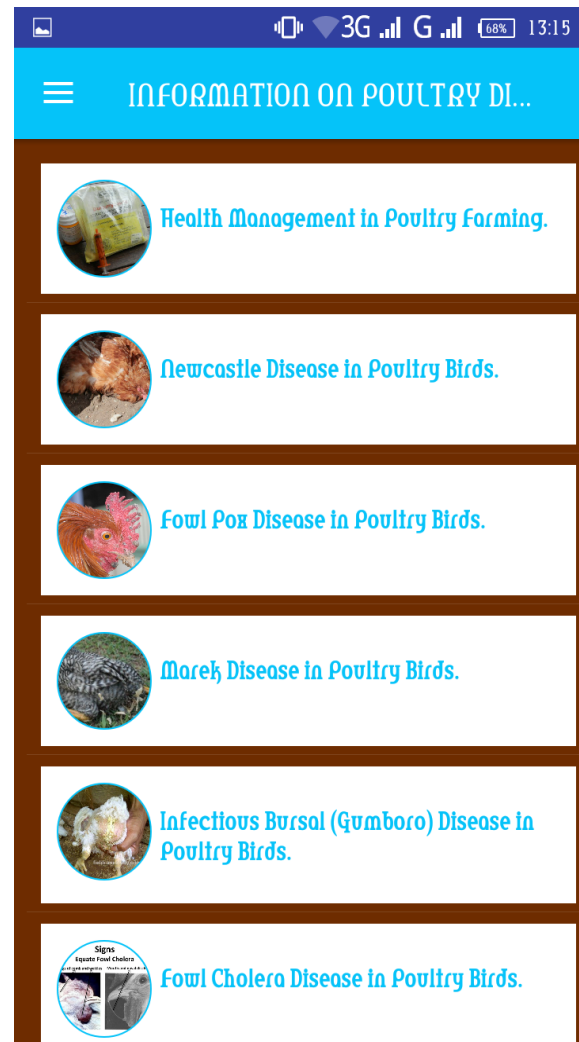 3G G 68% 13:15
INFORMATION ON POULTRY DI...
Health Management in Poultry Farming.
Newcastle Disease in Poultry Birds.
Fowl Pox Disease in Poultry Birds.
Marek Disease in Poultry Birds.
Infectious Bursal (Gumboro) Disease in
Poultry Birds.
Signs
Equate Fowl Cholera
Fowl Cholera Disease in Poultry Birds.